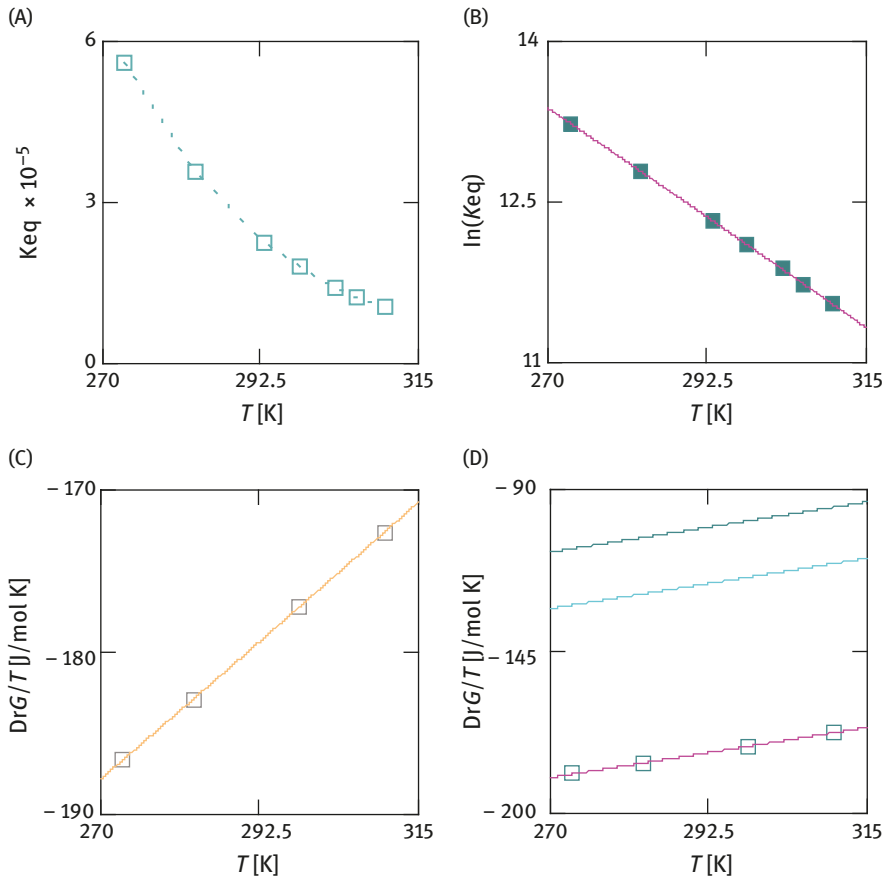 (A)
6
3
0
270
292.5
315
Keq × 10⁻⁵
T [K]
(B)
14
12.5
11
270
292.5
315
ln(Keq)
T [K]
(C)
−170
−180
−190
270
292.5
315
DrG/T [J/mol K]
T [K]
(D)
−90
−145
−200
270
292.5
315
DrG/T [J/mol K]
T [K]